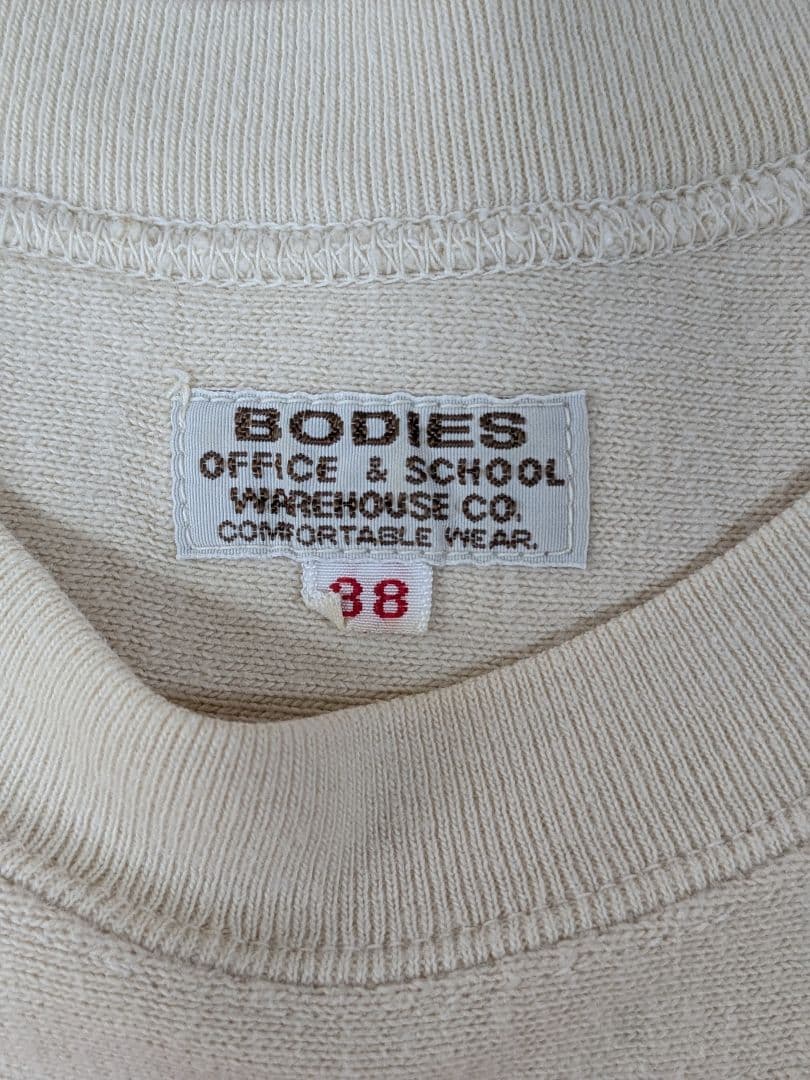 BODIES
OFFICE & SCHOOL
WAREHOUSE CO.
COMFORTABLE WEAR.
38